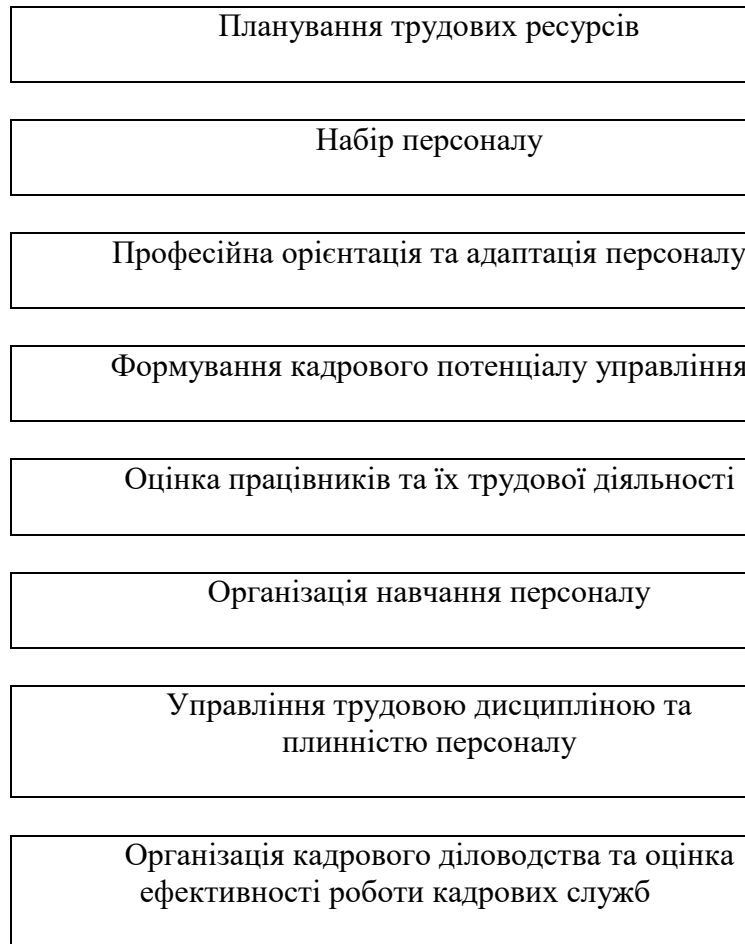 Планування трудових ресурсів
Набір персоналу
Професійна орієнтація та адаптація персоналу
Формування кадрового потенціалу управління
Оцінка працівників та їх трудової діяльності
Організація навчання персоналу
Управління трудовою дисципліною та
плинністю персоналу
Організація кадрового діловодства та оцінка
ефективності роботи кадрових служб